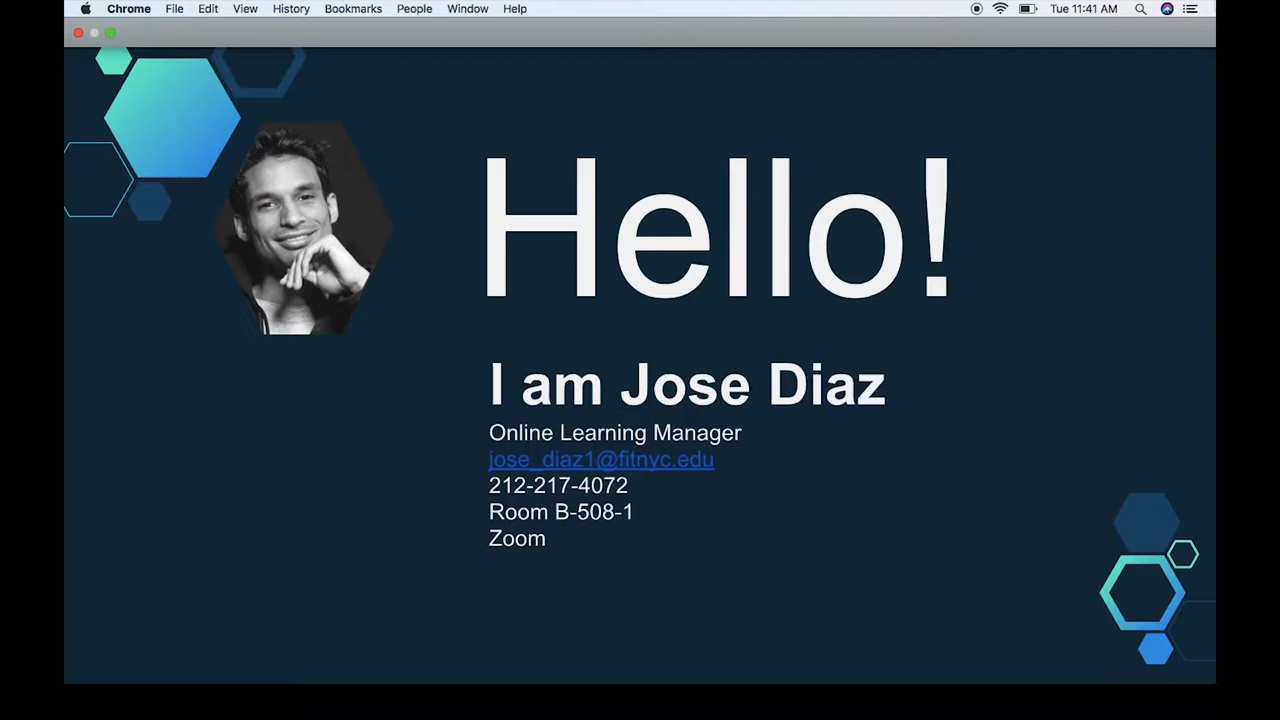 Chrome File Edit View History Bookmarks People Window Help Tue 11:41 AM
Hello!
I am Jose Diaz
Online Learning Manager
jose_diaz1@fitnyc.edu
212-217-4072
Room B-508-1
Zoom